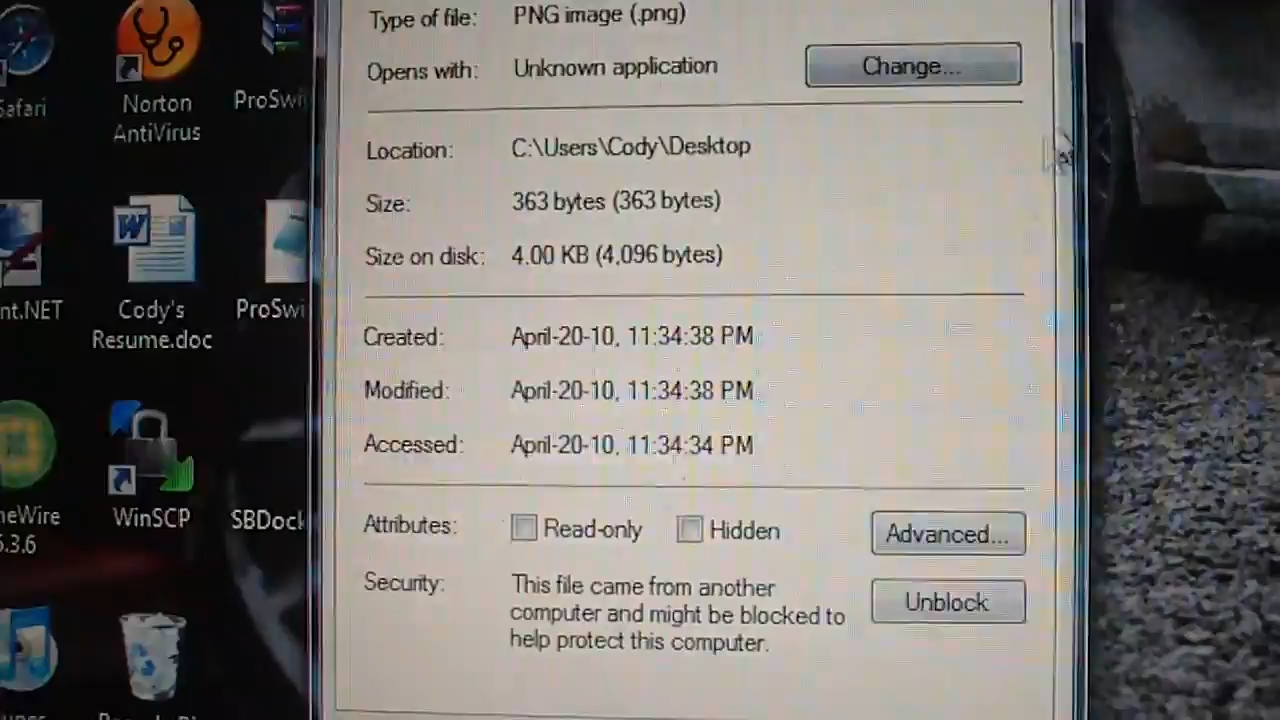 Type of file: PNG image (.png)
Opens with: Unknown application Change...
Location: C:\Users\Cody\Desktop
Size: 363 bytes (363 bytes)
Size on disk: 4.00 KB (4,096 bytes)
Created: April-20-10, 11:34:38 PM
Modified: April-20-10, 11:34:38 PM
Accessed: April-20-10, 11:34:34 PM
Attributes: Read-only Hidden Advanced...
Security: This file came from another
computer and might be blocked to
help protect this computer.
Unblock
Safari
Norton
AntiVirus
ProSwi
nt.NET
Cody's
Resume.doc
ProSwi
neWire
5.3.6
WinSCP
SBDock